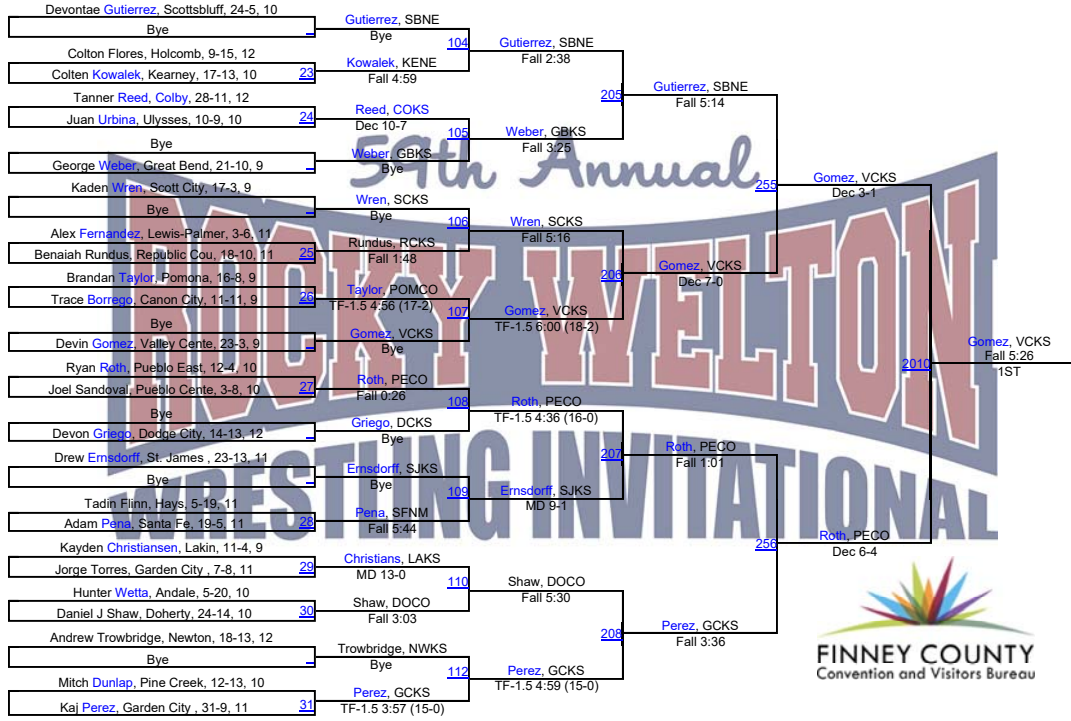 Devontae Gutierrez, Scottsbluff, 24-5, 10
Bye
Colton Flores, Holcomb, 9-15, 12
Colten Kowalek, Kearney, 17-13, 10 23
Tanner Reed, Colby, 28-11, 12
Juan Urbina, Ulysses, 10-9, 10 24
Bye
George Weber, Great Bend, 21-10, 9
Kaden Wren, Scott City, 17-3, 9
Bye
Alex Fernandez, Lewis-Palmer, 3-6, 11
Benaiah Rundus, Republic Cou, 18-10, 11 25
Brandan Taylor, Pomona, 16-8, 9
Trace Borrego, Canon City, 11-11, 9 26
Bye
Devin Gomez, Valley Cente, 23-3, 9
Ryan Roth, Pueblo East, 12-4, 10
Joel Sandoval, Pueblo Cente, 3-8, 10 27
Bye
Devon Griego, Dodge City, 14-13, 12
Drew Ernsdorff, St. James , 23-13, 11
Bye
Tadin Flinn, Hays, 5-19, 11
Adam Pena, Santa Fe, 19-5, 11 28
Kayden Christiansen, Lakin, 11-4, 9
Jorge Torres, Garden City , 7-8, 11 29
Hunter Wetta, Andale, 5-20, 10
Daniel J Shaw, Doherty, 24-14, 10 30
Andrew Trowbridge, Newton, 18-13, 12
Bye
Mitch Dunlap, Pine Creek, 12-13, 10
Kaj Perez, Garden City , 31-9, 11 31
Gutierrez, SBNE
Bye
104
Kowalek, KENE
Fall 4:59
Reed, COKS
Dec 10-7
105
Weber, GBKS
Bye
Wren, SCKS
Bye
106
Rundus, RCKS
Fall 1:48
Taylor, POMCO
TF-1.5 4:56 (17-2)
107
Gomez, VCKS
Bye
Roth, PECO
Fall 0:26
108
Griego, DCKS
Bye
Ernsdorff, SJKS
Bye
109
Pena, SFNM
Fall 5:44
Christians, LAKS
MD 13-0
110
Shaw, DOCO
Fall 3:03
Trowbridge, NWKS
Bye
112
Perez, GCKS
TF-1.5 3:57 (15-0)
Gutierrez, SBNE
Fall 2:38
205
Weber, GBKS
Fall 3:25
Wren, SCKS
Fall 5:16
206
Gomez, VCKS
TF-1.5 6:00 (18-2)
Roth, PECO
TF-1.5 4:36 (16-0)
207
Ernsdorff, SJKS
MD 9-1
Shaw, DOCO
Fall 5:30
208
Perez, GCKS
TF-1.5 4:59 (15-0)
Gutierrez, SBNE
Fall 5:14
255
Gomez, VCKS
Dec 7-0
Roth, PECO
Fall 1:01
256
Perez, GCKS
Fall 3:36
Gomez, VCKS
Dec 3-1
2010
Roth, PECO
Dec 6-4
Gomez, VCKS
Fall 5:26
1ST
59th Annual
ROCKY WELTON
WRESTLING INVITATIONAL
FINNEY COUNTY
Convention and Visitors Bureau